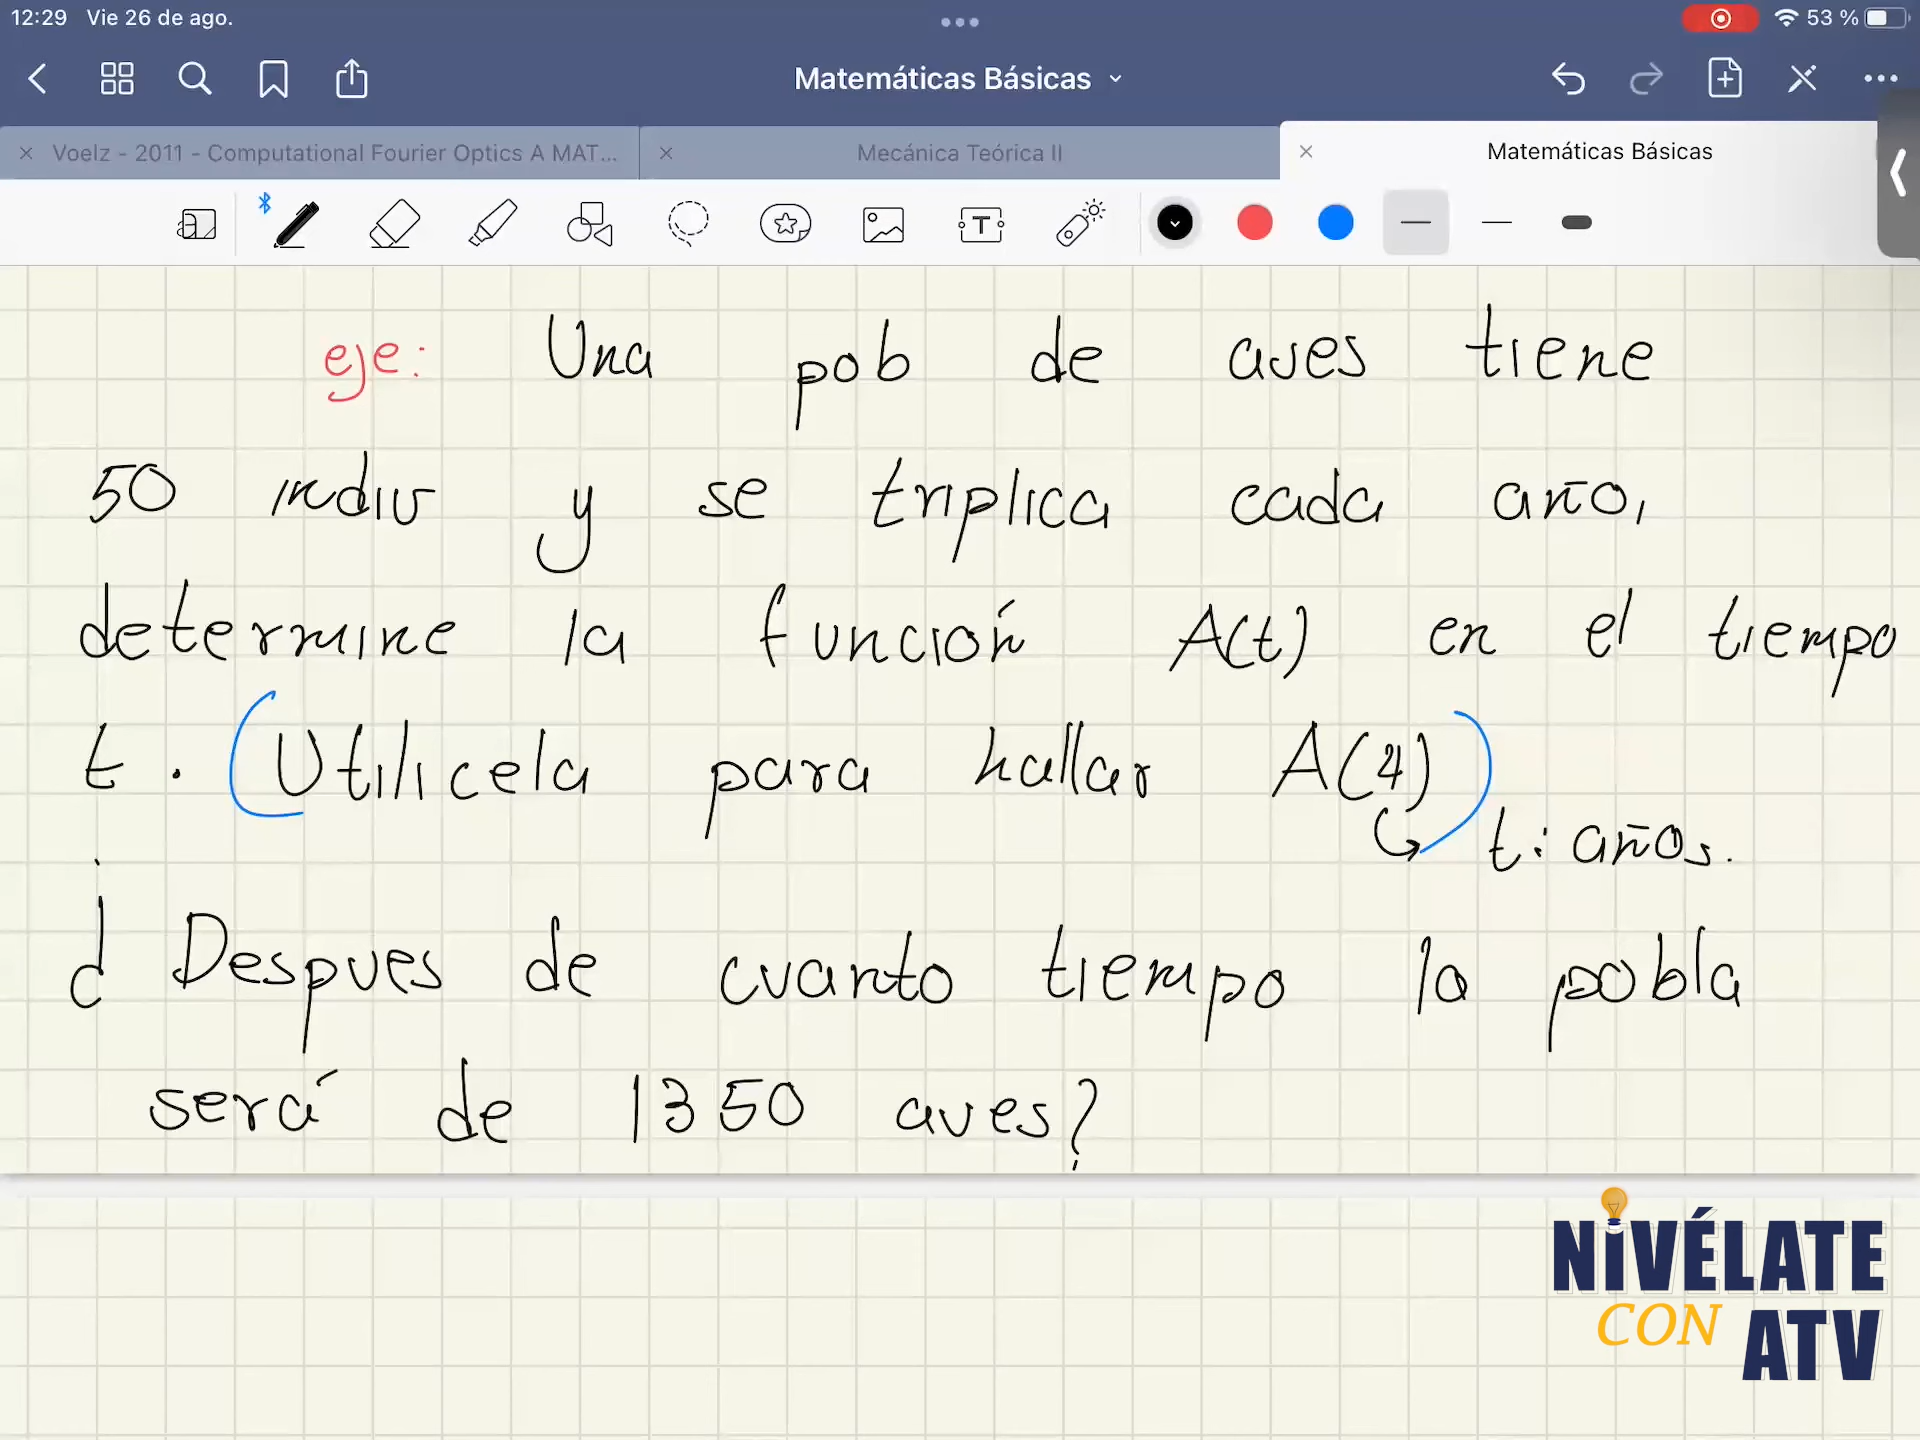 12:29 Vie 26 de ago.
53 %
Matemáticas Básicas
Voelz - 2011 - Computational Fourier Optics A MAT...
Mecánica Teórica II
Matemáticas Básicas
eje: Una pob de aves tiene
50 indiv y se triplica cada año,
determine la función A(t) en el tiempo
t. (Utilicela para hallar A(4))
t: años.
¿ Despues de cuanto tiempo la pobla
será de 1350 aves?
NIVÉLATE
CON
ATV